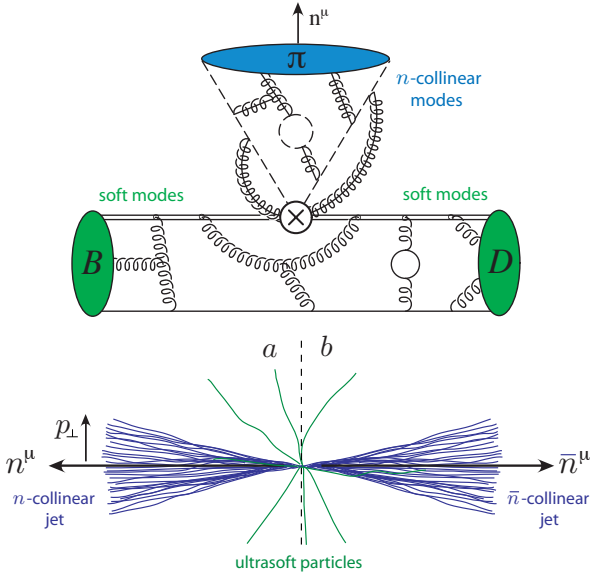 n^μ
π
n-collinear
modes
soft modes
soft modes
B
D
a b
p_⊥
n^μ
n̄^μ
n-collinear
jet
n̄-collinear
jet
ultrasoft particles